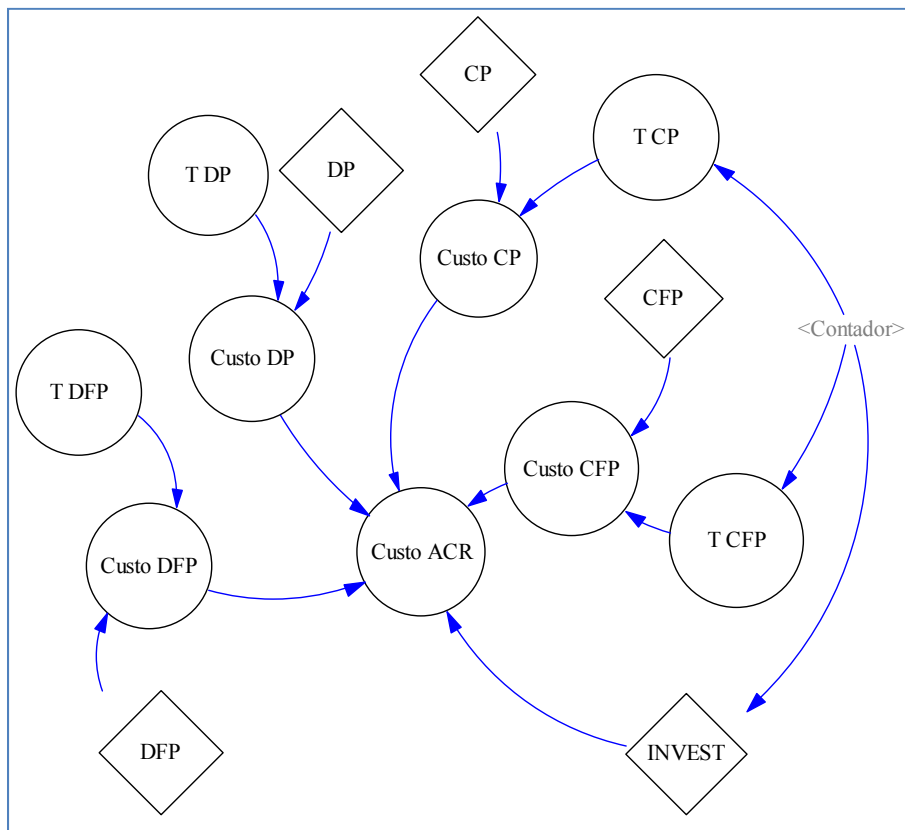 CP
T CP
T DP
DP
Custo CP
CFP
<Contador>
Custo DP
T DFP
Custo CFP
T CFP
Custo ACR
Custo DFP
DFP
INVEST